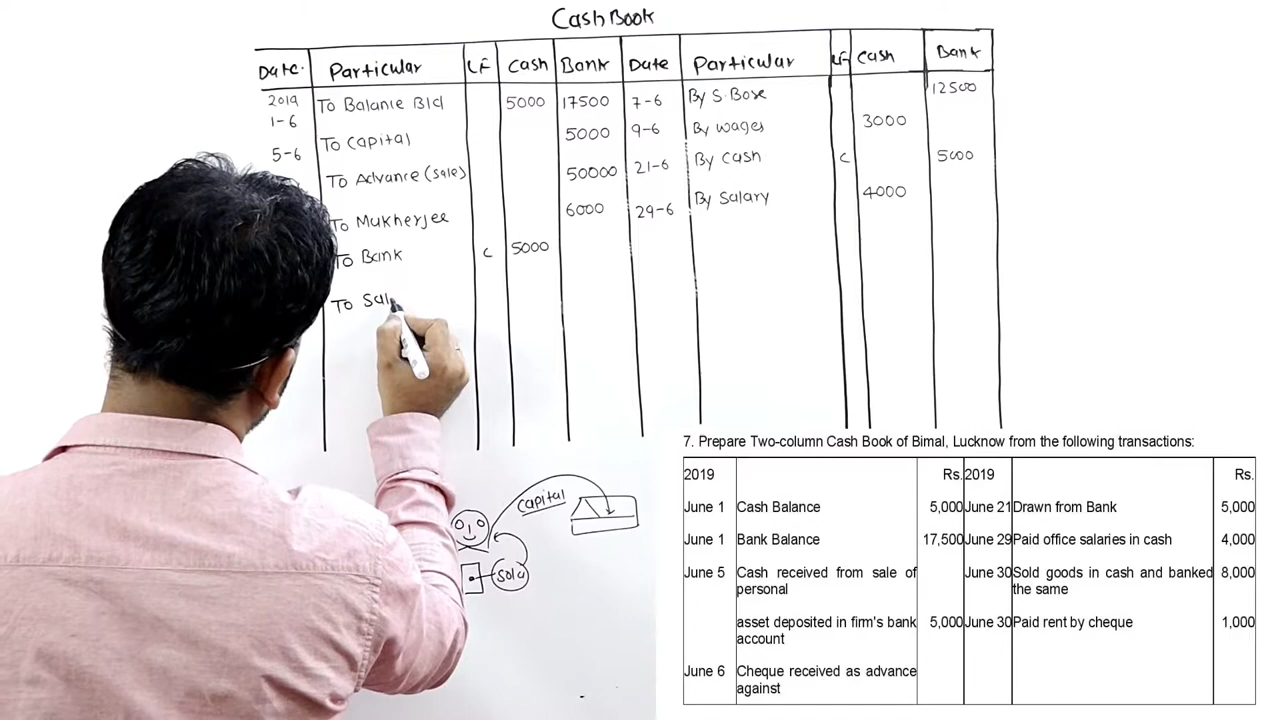 Cash Book
Date. Particular LF Cash Bank Date Particular LF Cash Bank
2019 To Balance Bld 5000 17500 7-6 By S. Bose 12500
1-6 To Capital 5000 9-6 By wages 3000
5-6 To Advance (sale) 50000 21-6 By Cash C 5000
To Mukherjee 6000 29-6 By Salary 4000
To Bank C 5000
To Sal
Capital
Sold
7. Prepare Two-column Cash Book of Bimal, Lucknow from the following transactions:
2019 Rs. 2019 Rs.
June 1 Cash Balance 5,000 June 21 Drawn from Bank 5,000
June 1 Bank Balance 17,500 June 29 Paid office salaries in cash 4,000
June 5 Cash received from sale of June 30 Sold goods in cash and banked 8,000
personal the same
asset deposited in firm's bank 5,000 June 30 Paid rent by cheque 1,000
account
June 6 Cheque received as advance
against